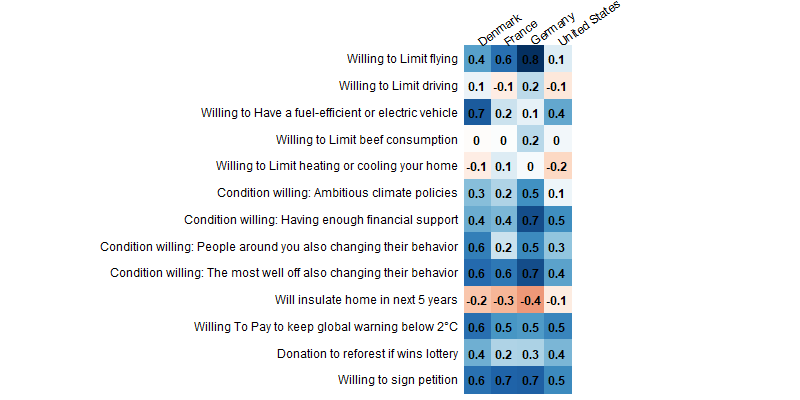 Denmark France Germany United States
Willing to Limit flying 0.4 0.6 0.8 0.1
Willing to Limit driving 0.1 -0.1 0.2 -0.1
Willing to Have a fuel-efficient or electric vehicle 0.7 0.2 0.1 0.4
Willing to Limit beef consumption 0 0 0.2 0
Willing to Limit heating or cooling your home -0.1 0.1 0 -0.2
Condition willing: Ambitious climate policies 0.3 0.2 0.5 0.1
Condition willing: Having enough financial support 0.4 0.4 0.7 0.5
Condition willing: People around you also changing their behavior 0.6 0.2 0.5 0.3
Condition willing: The most well off also changing their behavior 0.6 0.6 0.7 0.4
Will insulate home in next 5 years -0.2 -0.3 -0.4 -0.1
Willing To Pay to keep global warning below 2°C 0.6 0.5 0.5 0.5
Donation to reforest if wins lottery 0.4 0.2 0.3 0.4
Willing to sign petition 0.6 0.7 0.7 0.5